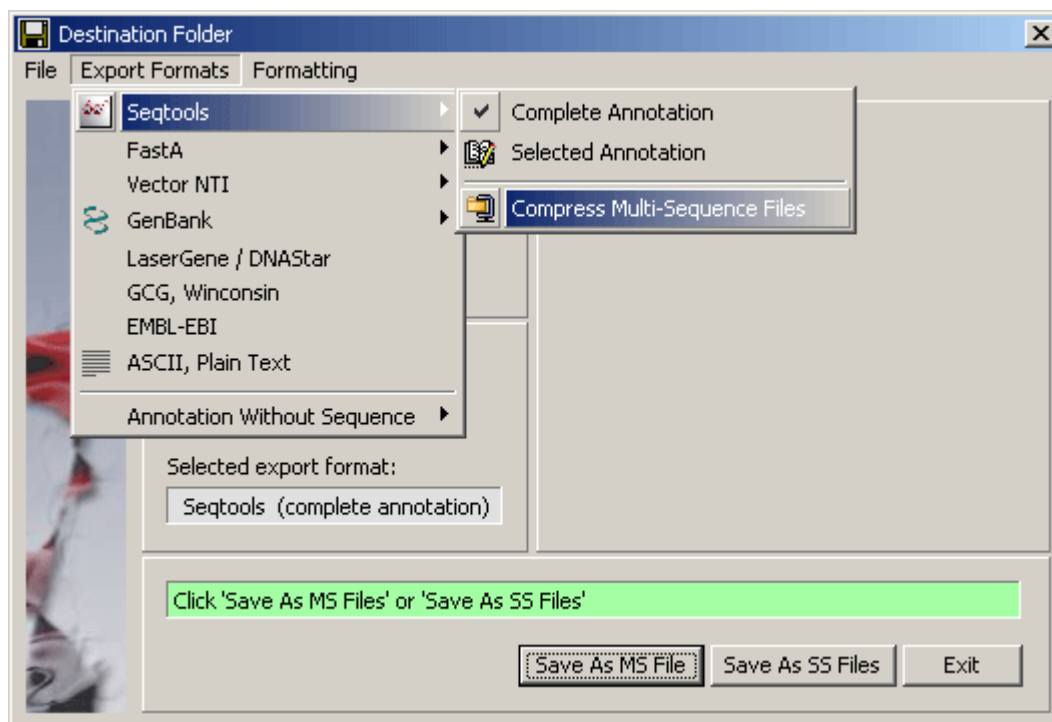 Destination Folder
File Export Formats Formatting
Seqtools
Complete Annotation
FastA
Selected Annotation
Vector NTI
GenBank
Compress Multi-Sequence Files
LaserGene / DNAStar
GCG, Winconsin
EMBL-EBI
ASCII, Plain Text
Annotation Without Sequence
Selected export format:
Seqtools (complete annotation)
Click 'Save As MS Files' or 'Save As SS Files'
Save As MS File Save As SS Files Exit